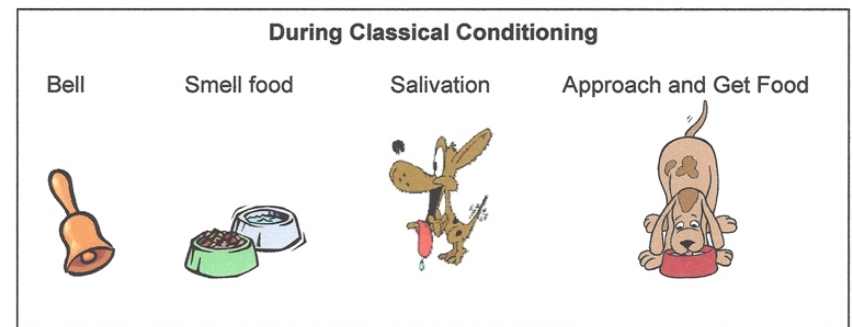 During Classical Conditioning
Bell Smell food Salivation Approach and Get Food